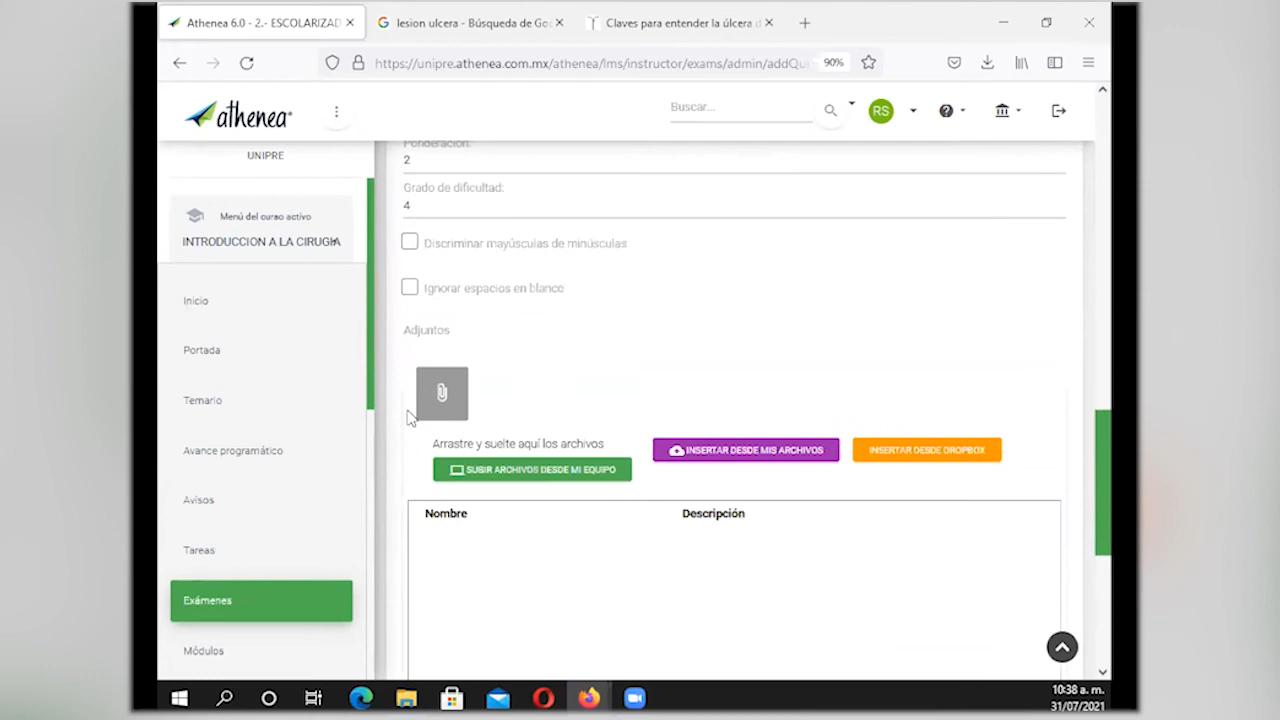 Athenea 6.0 - 2.- ESCOLARIZAD
lesion ulcera - Búsqueda de Goo
Claves para entender la úlcera d
https://unipre.athenea.com.mx/athenea/lms/instructor/exams/admin/addQu
90%
athenea
Buscar...
RS
UNIPRE
Menú del curso activo
INTRODUCCION A LA CIRUGIA
Inicio
Portada
Temario
Avance programático
Avisos
Tareas
Exámenes
Módulos
Ponderación:
2
Grado de dificultad:
4
Discriminar mayúsculas de minúsculas
Ignorar espacios en blanco
Adjuntos
Arrastre y suelte aquí los archivos
SUBIR ARCHIVOS DESDE MI EQUIPO
INSERTAR DESDE MIS ARCHIVOS
INSERTAR DESDE DROPBOX
Nombre
Descripción
10:38 a. m.
31/07/2021